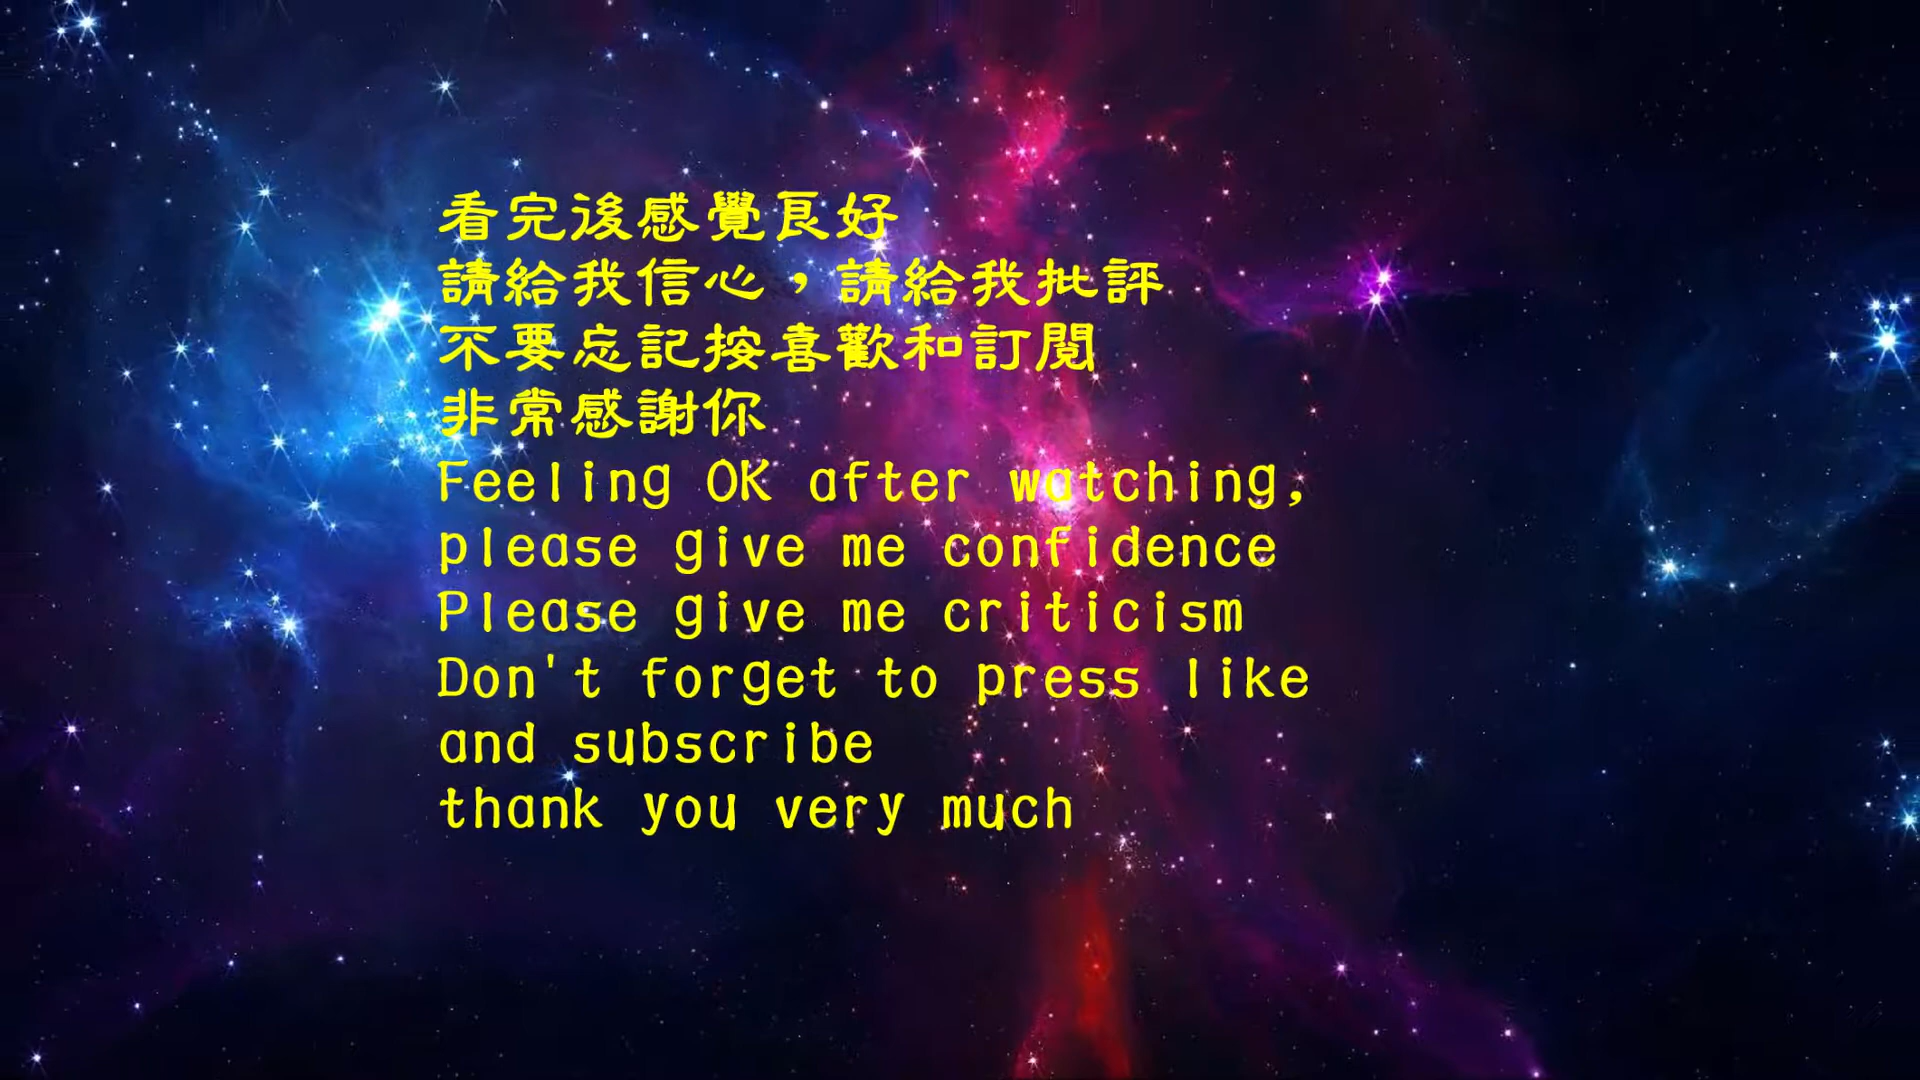 看完後感覺良好
請給我信心，請給我批評
不要忘記按喜歡和訂閱
非常感謝你
Feeling OK after watching,
please give me confidence
Please give me criticism
Don't forget to press like
and subscribe
thank you very much